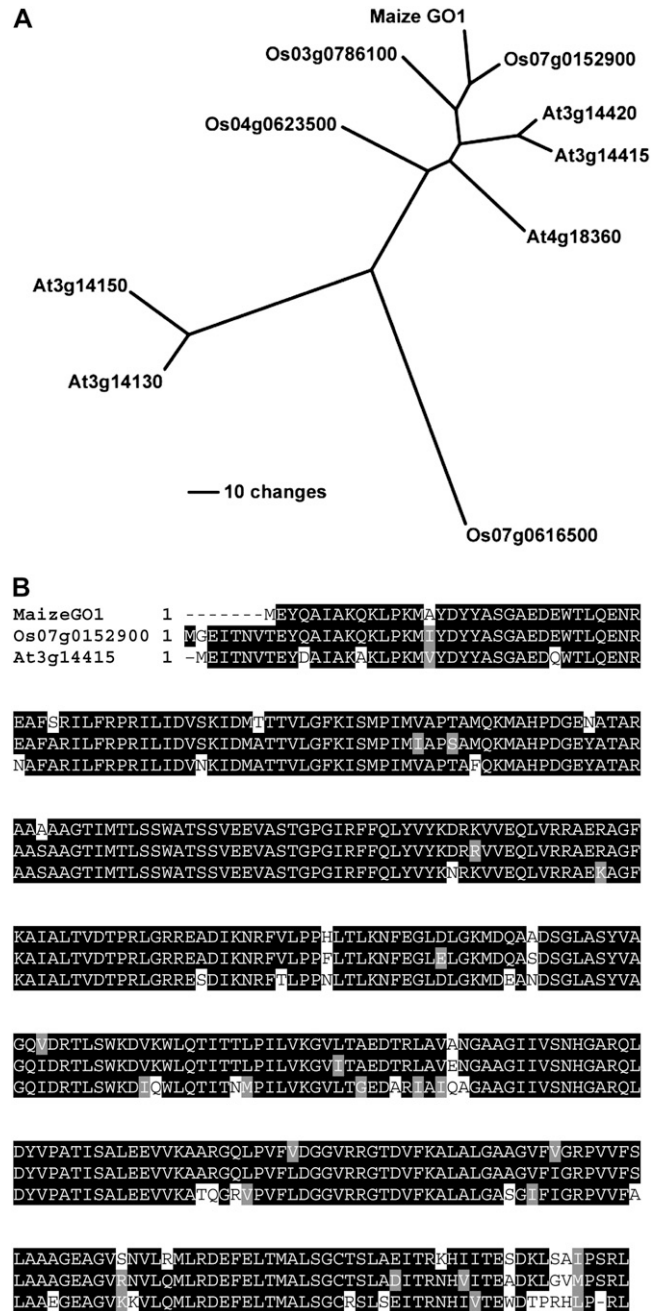 A
Maize GO1
Os03g0786100
Os07g0152900
At3g14420
Os04g0623500
At3g14415
At4g18360
At3g14150
At3g14130
10 changes
Os07g0616500
B
MaizeGO1 1 -------MEYQAIAKQKLPKMAYDYYASGAEDEWTLQENR
Os07g0152900 1 MGEITNVTEYQAIAKQKLPKMIYDYYASGAEDEWTLQENR
At3g14415 1 -MEITNVTEYDAIAKAKLPKMVYDYYASGAEDQWTLQENR
EAFSRILFRPRILIDVSKIDMTTTVLGFKISMPIMVAPTAMQKMAHPDGENATAR
EAFARILFRPRILIDVSKIDMATTVLGFKISMPIMIAPSAMQKMAHPDGEYATAR
NAFARILFRPRILIDVNKIDMATTVLGFKISMPIMVAPTAFQKMAHPDGEYATAR
AAAAAGTIMTLSSWATSSVEEVASTGPGIRFFQLYVYKDRKVVEQLVRRAERAGF
AASAAGTIMTLSSWATSSVEEVASTGPGIRFFQLYVYKDRRVVEQLVRRAERAGF
AASAAGTIMTLSSWATSSVEEVASTGPGIRFFQLYVYKNRKVVEQLVRRAEKAGF
KAIALTVDTPRLGRREADIKNRFVLPPHLTLKNFEGLDLGKMDQAADSGLASYVA
KAIALTVDTPRLGRREADIKNRFVLPPFLTLKNFEGLELGKMDQASDSGLASYVA
KAIALTVDTPRLGRRESDIKNRFTLPPNLTLKNFEGLDLGKMDEANDSGLASYVA
GQVDRTLSWKDVKWLQTITTLPILVKGVLTAEDTRLAVANGAAGIIVSNHGARQL
GQIDRTLSWKDVKWLQTITTLPILVKGVITAEDTRLAVENGAAGIIVSNHGARQL
GQIDRTLSWKDIQWLQTITNMPILVKGVLTGEDARIAIQAGAAGIIVSNHGARQL
DYVPATISALEEVVKAARGQLPVFVDGGVRRGTDVFKALALGAAGVFVGRPVVFS
DYVPATISALEEVVKAARGQLPVFLDGGVRRGTDVFKALALGAAGVFIGRPVVFS
DYVPATISALEEVVKATQGRVPVFLDGGVRRGTDVFKALALGASGIFIGRPVVFA
LAAAGEAGVSNVLRMLRDEFELTMALSGCTSLAEITRKHIITESDKLSAIPSRL
LAAAGEAGVRNVLQMLRDEFELTMALSGCTSLADITRNHVITEADKLGVMPSRL
LAAEGEAGVKKVLQMLRDEFELTMALSGCRSLSEITRNHIVTEWDTPRHLP-RL